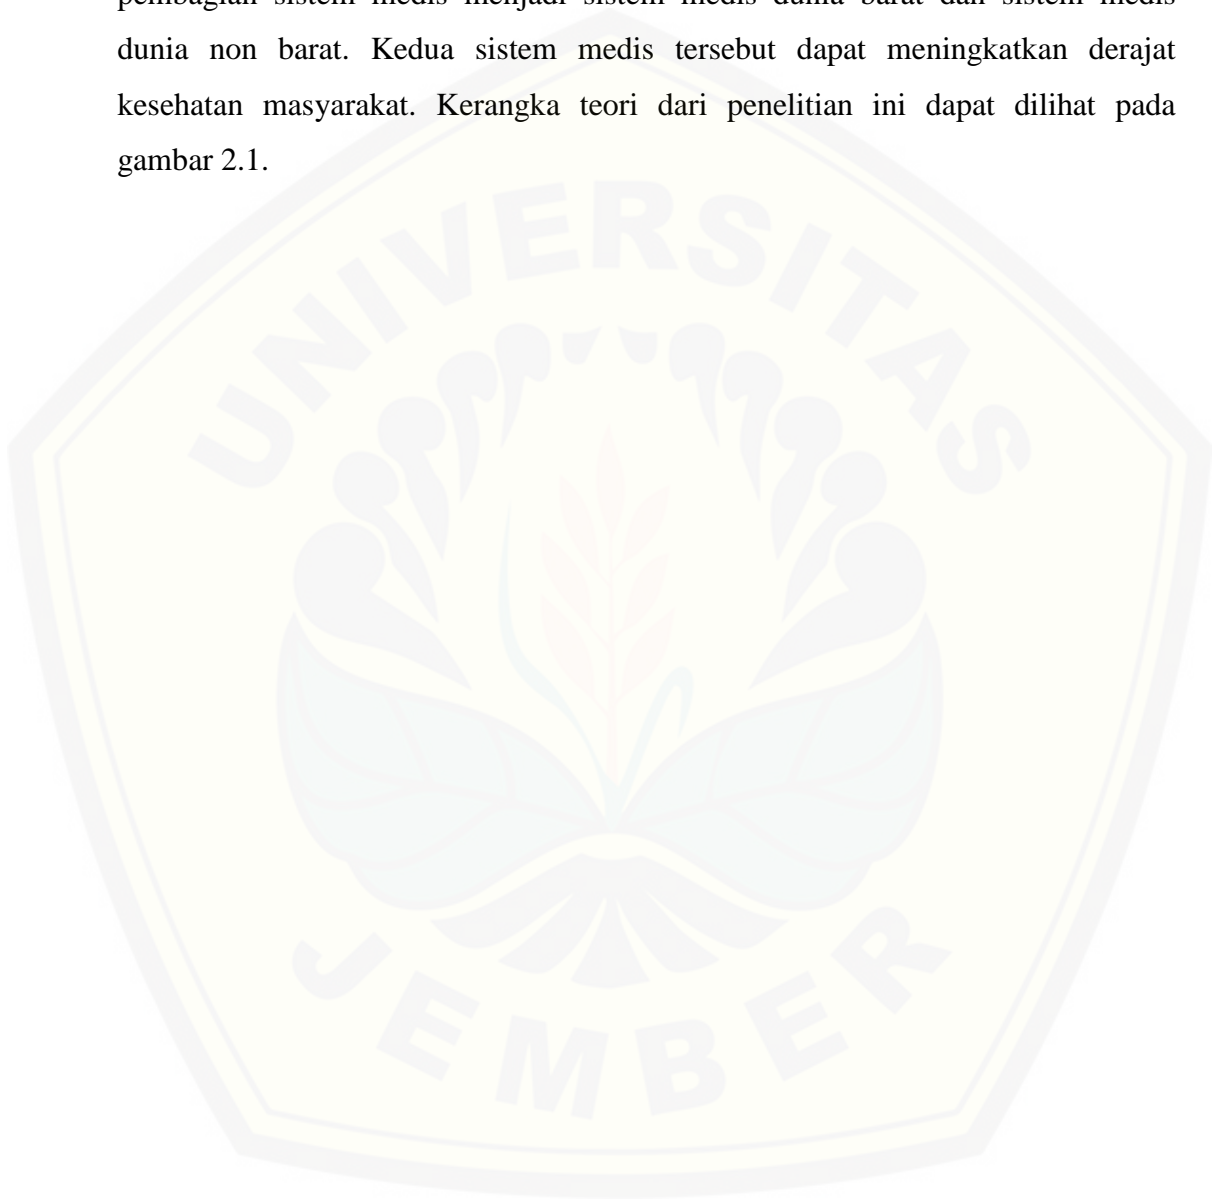 pembagian sistem medis menjadi sistem medis dunia barat dan sistem medis
dunia non barat. Kedua sistem medis tersebut dapat meningkatkan derajat
kesehatan masyarakat. Kerangka teori dari penelitian ini dapat dilihat pada
gambar 2.1.
UNIVERSITAS
JEMBER